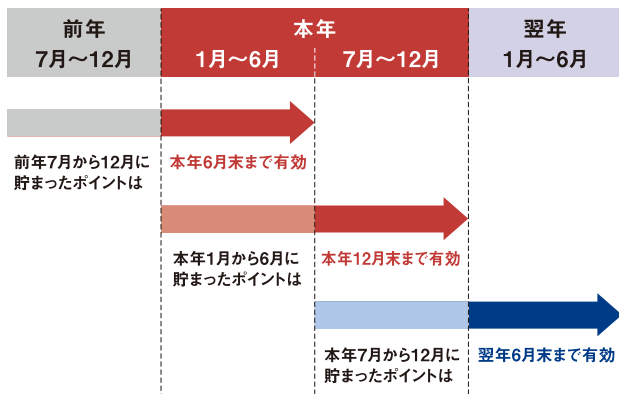 前年
7月～12月
本年
1月～6月
7月～12月
翌年
1月～6月
前年7月から12月に
貯まったポイントは
本年6月末まで有効
本年1月から6月に
貯まったポイントは
本年12月末まで有効
本年7月から12月に
貯まったポイントは
翌年6月末まで有効